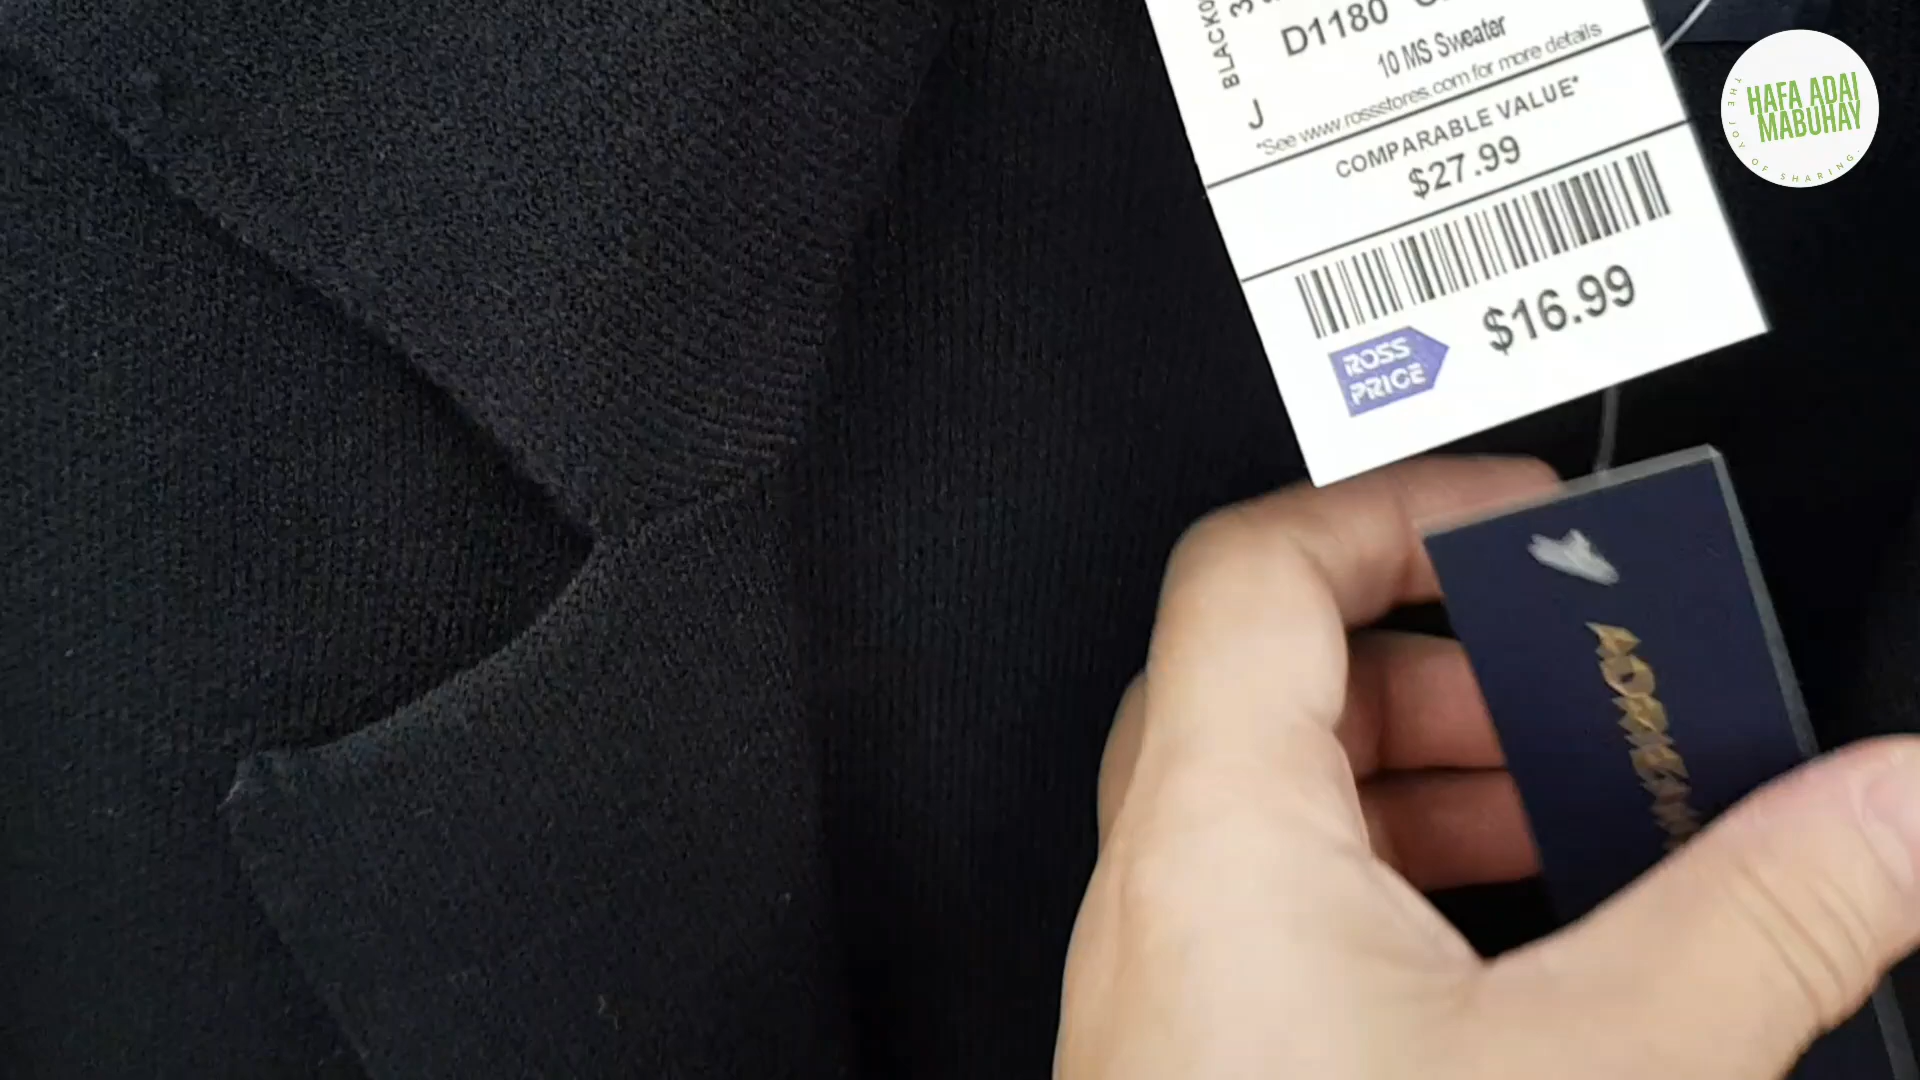 D1180
10 MS Sweater
J
*See www.rossstores.com for more details
COMPARABLE VALUE*
$27.99
$16.99
ROSS
PRICE
HAFA ADAI
MABUHAY
THE JOY OF SHARING.